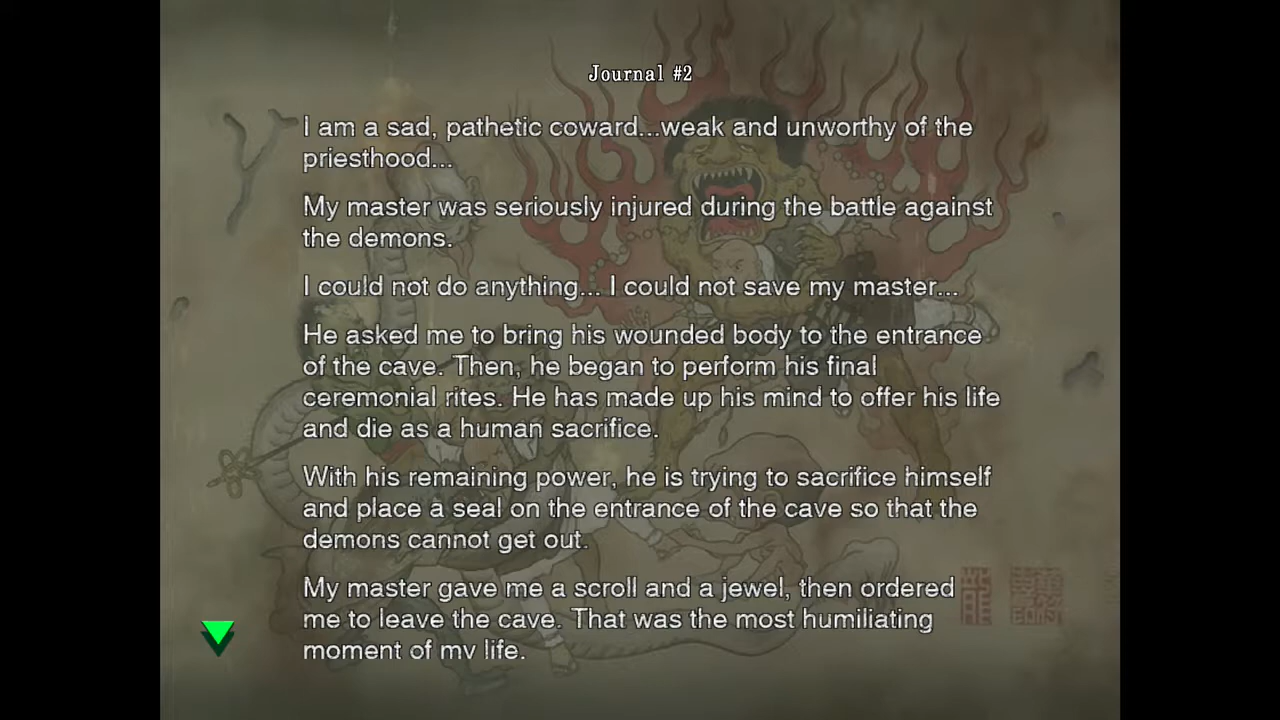 Journal #2
I am a sad, pathetic coward...weak and unworthy of the
priesthood...
My master was seriously injured during the battle against
the demons.
I could not do anything... I could not save my master...
He asked me to bring his wounded body to the entrance
of the cave. Then, he began to perform his final
ceremonial rites. He has made up his mind to offer his life
and die as a human sacrifice.
With his remaining power, he is trying to sacrifice himself
and place a seal on the entrance of the cave so that the
demons cannot get out.
My master gave me a scroll and a jewel, then ordered
me to leave the cave. That was the most humiliating
moment of my life.